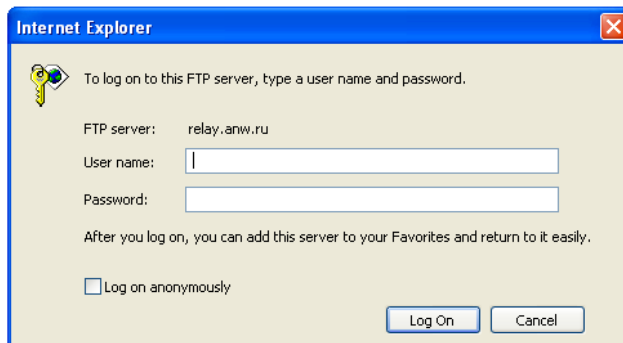 Internet Explorer
To log on to this FTP server, type a user name and password.
FTP server: relay.anw.ru
User name:
Password:
After you log on, you can add this server to your Favorites and return to it easily.
Log on anonymously
Log On Cancel